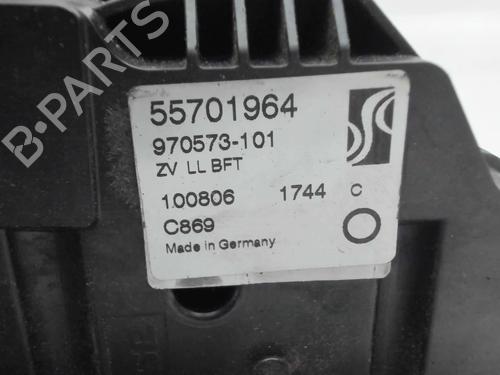 B-PARTS
55701964
970573-101
ZV LL BFT
1.00806 1744 C
C869
Made in Germany